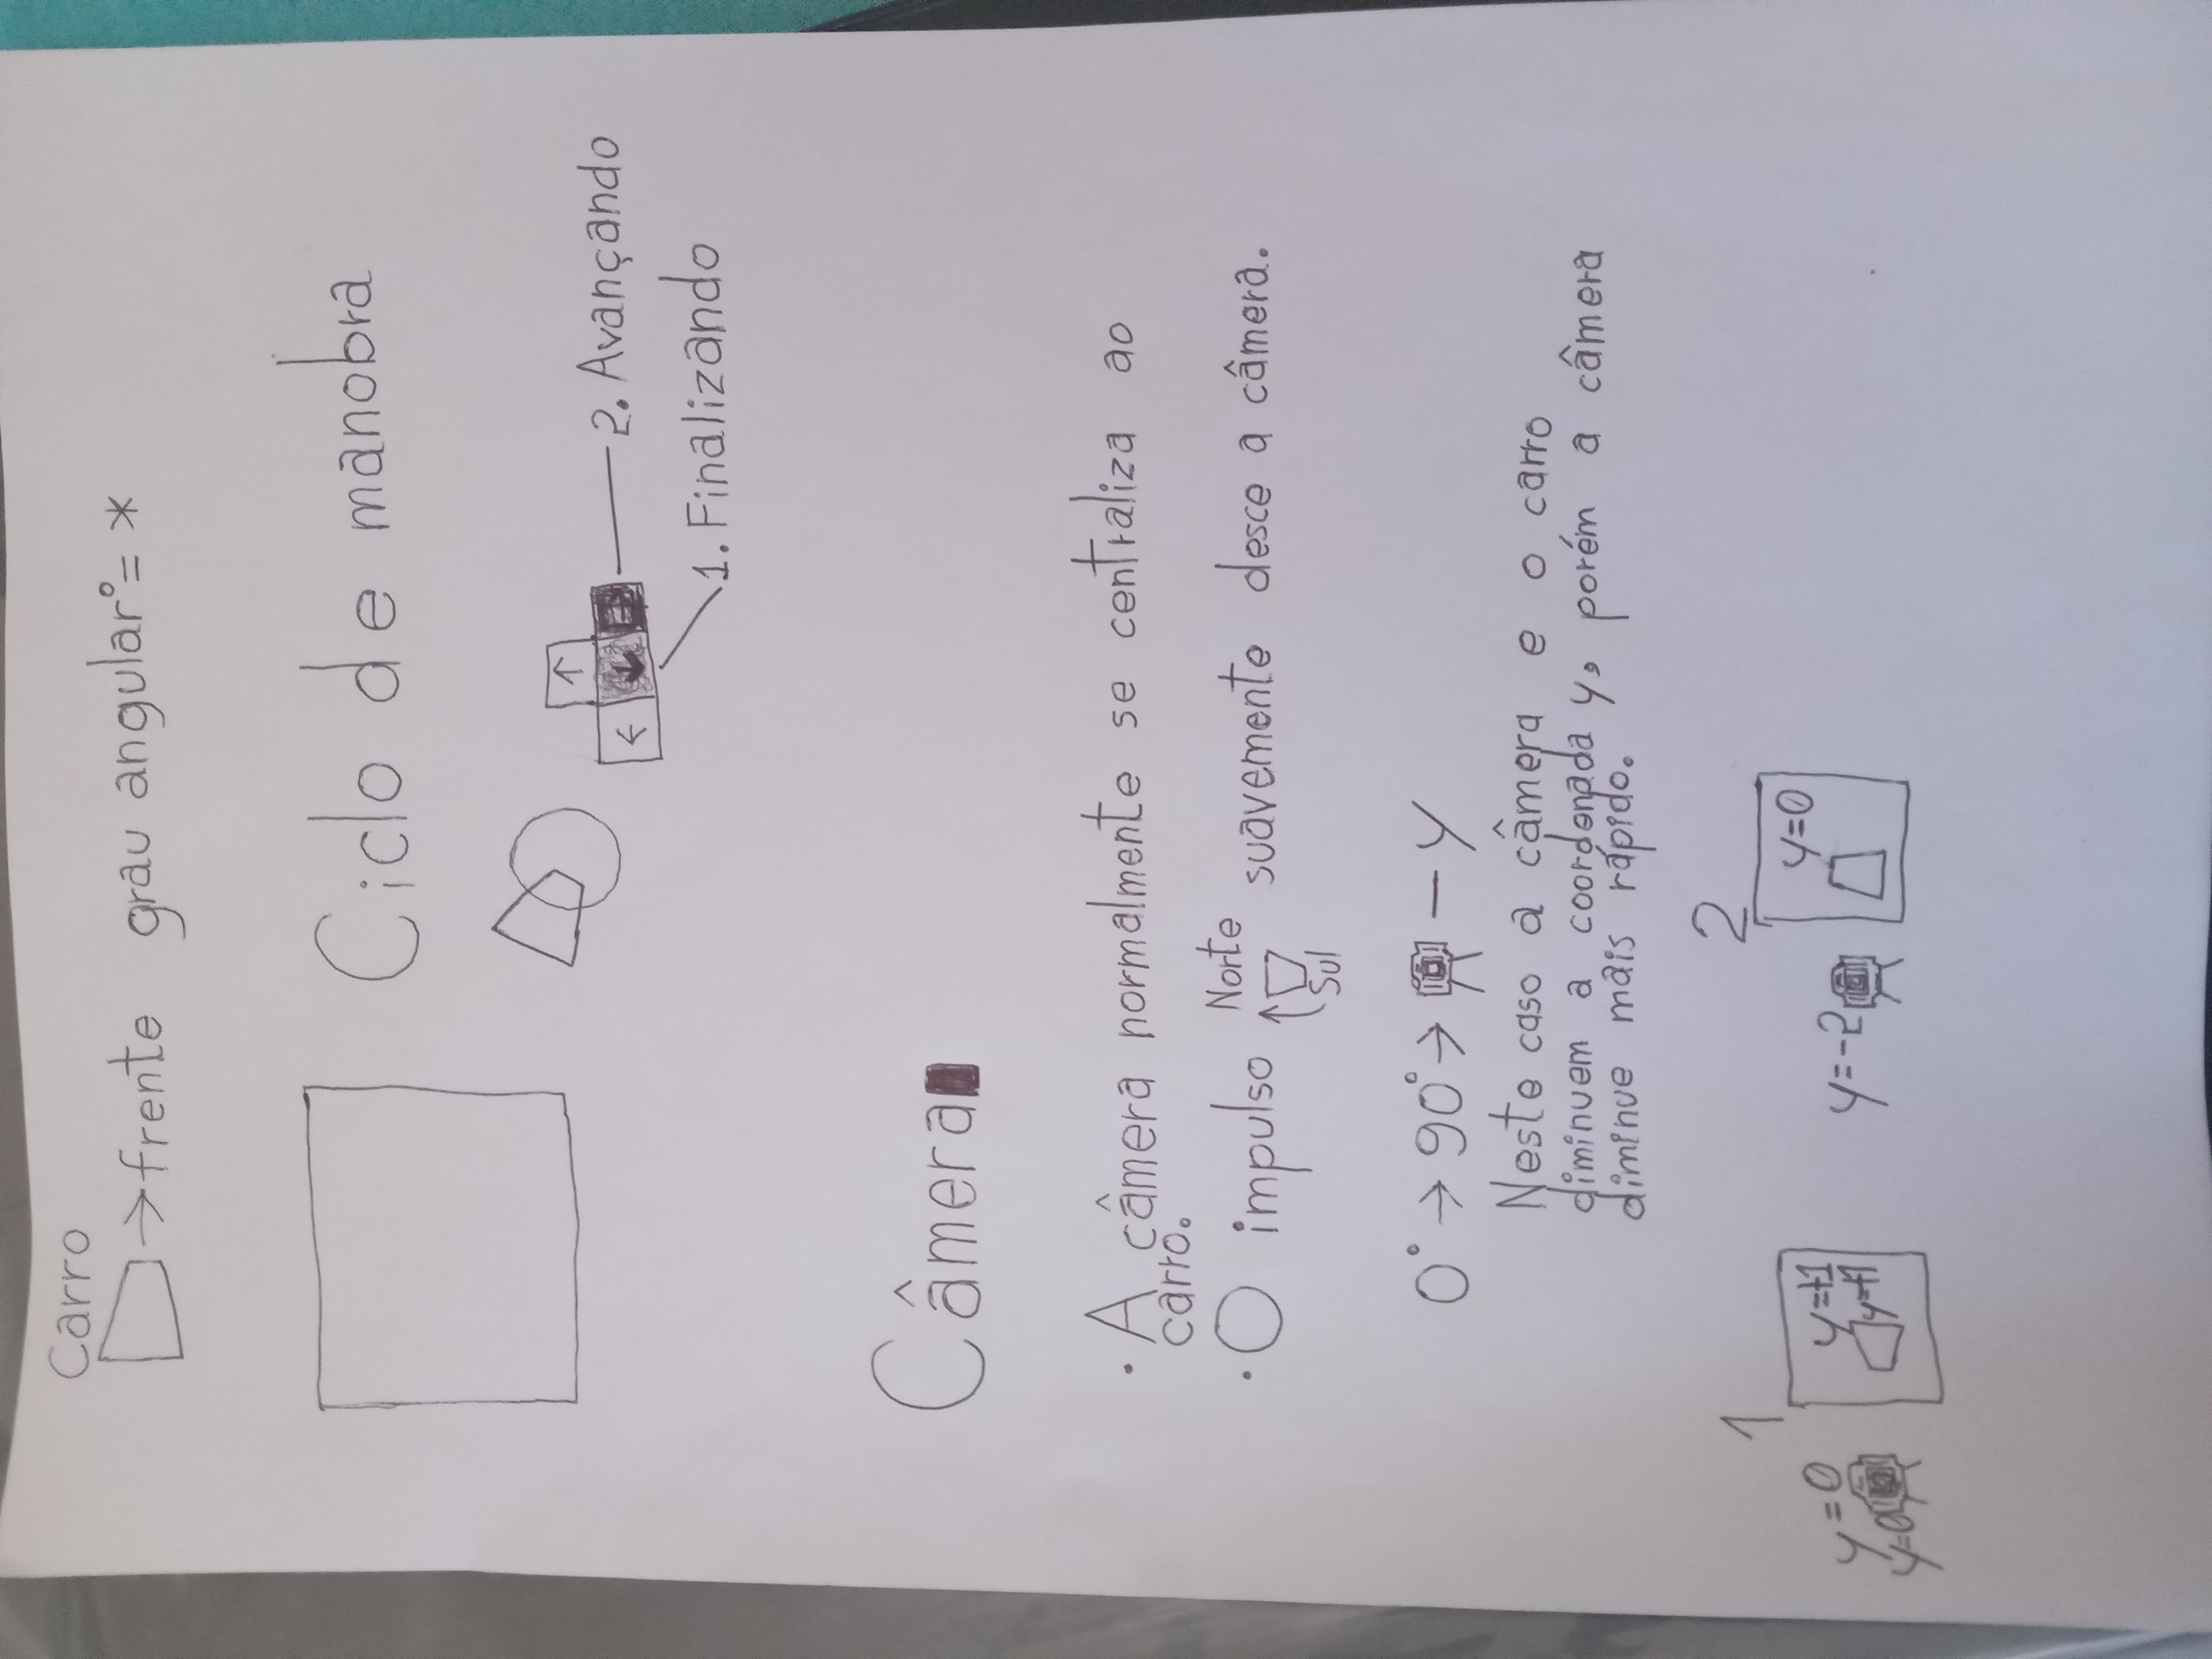 Carro
→ frente grau angular°= *
Ciclo de manobra
↑
← ↓ → 2. Avançando
1. Finalizando
Câmera
· A câmera normalmente se centraliza ao
carro.
Norte
· O impulso ↑ suavemente desce a câmera.
Sul
0° → 90° → – y
Neste caso a câmera e o carro
diminuem a coordenada y, porém a câmera
diminue mais rápido.
1
y=0 y=+1
y=0 y=+1
2
y=0
y=-2